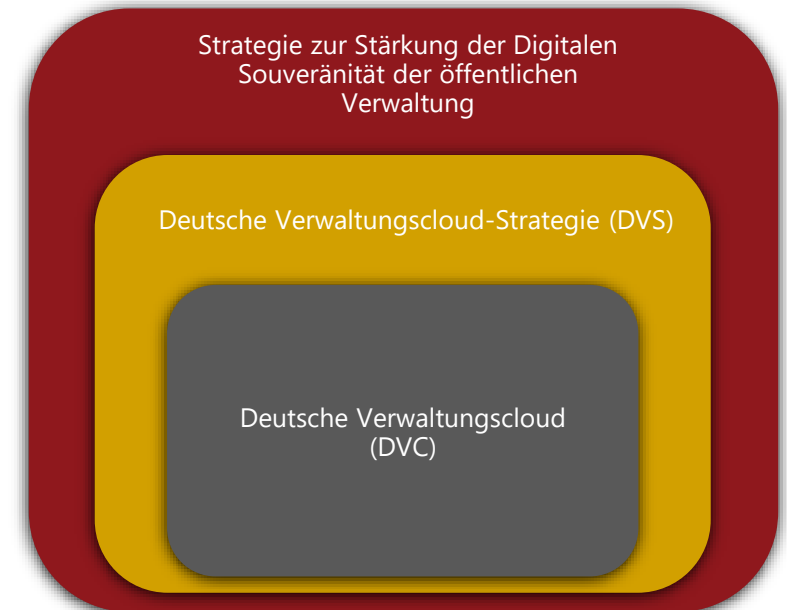 Strategie zur Stärkung der Digitalen
Souveränität der öffentlichen
Verwaltung
Deutsche Verwaltungscloud-Strategie (DVS)
Deutsche Verwaltungscloud
(DVC)